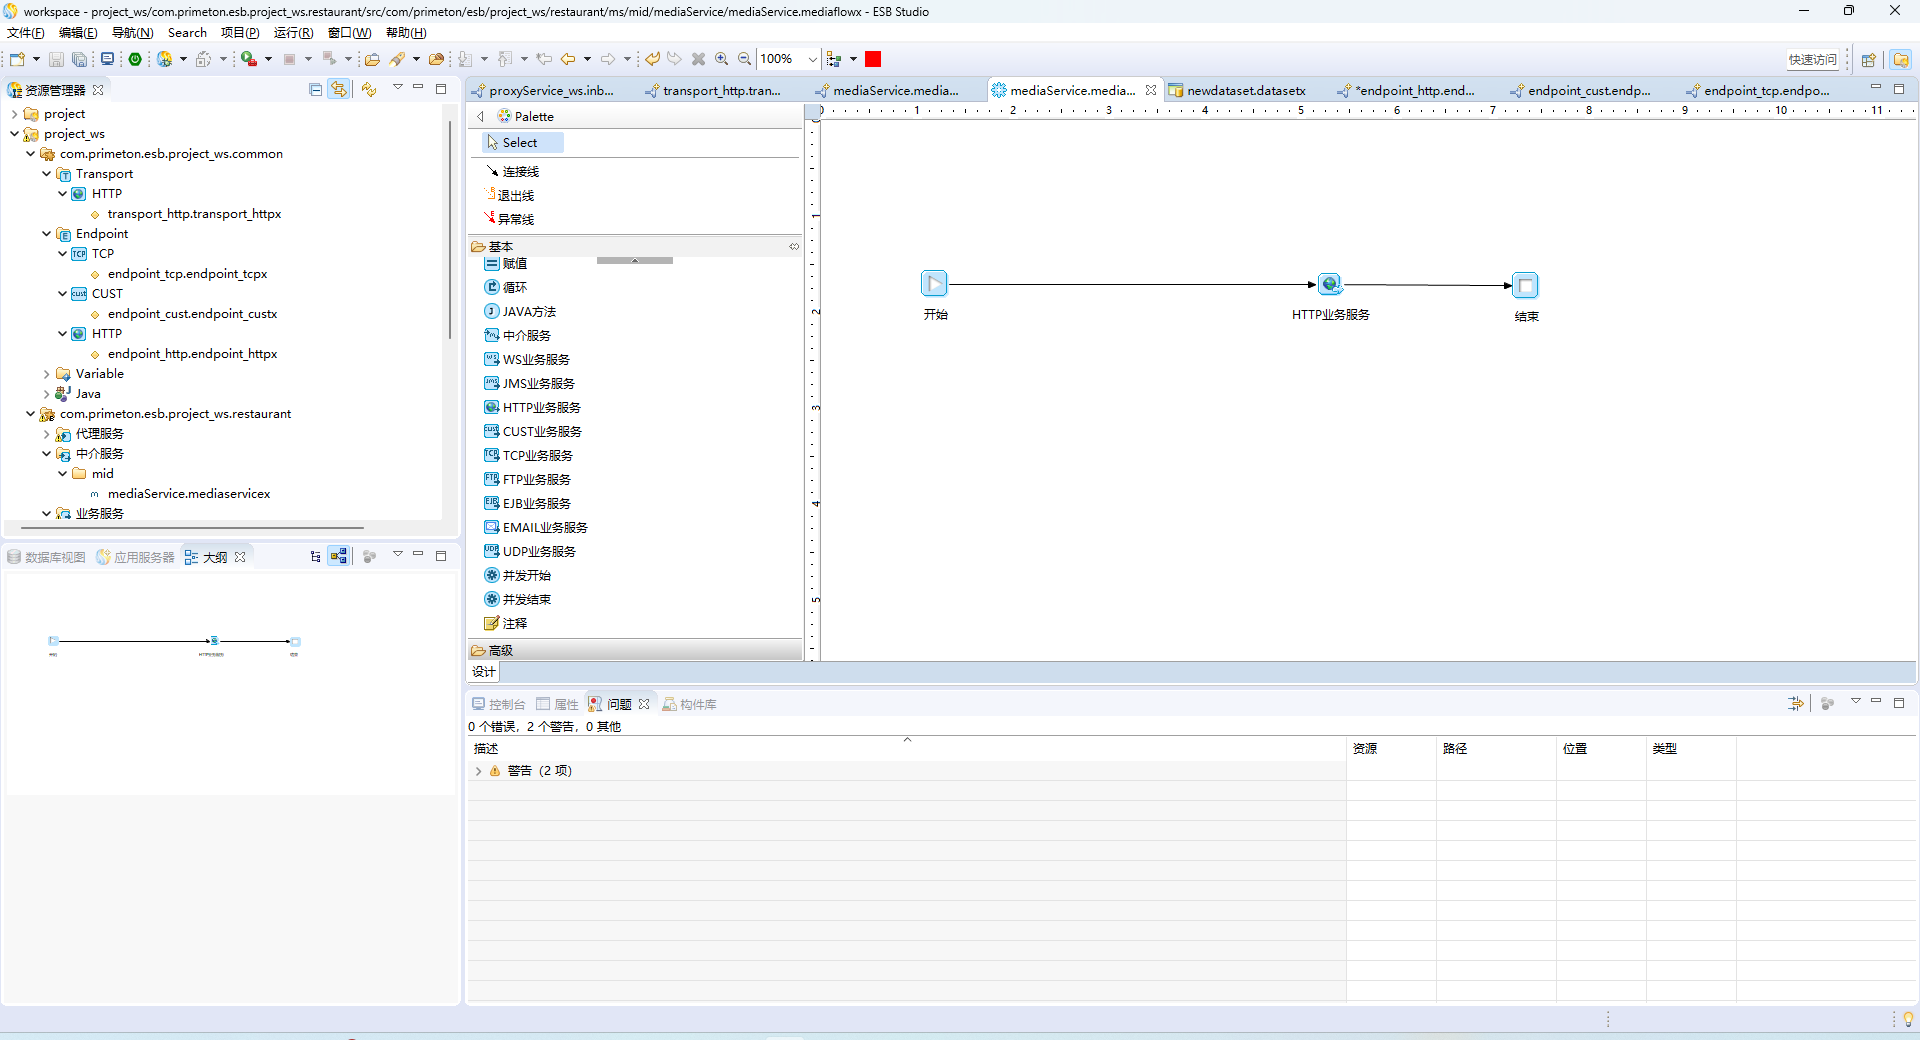 workspace - project_ws/com.primeton.esb.project_ws.restaurant/src/com/primeton/esb/project_ws/restaurant/ms/mid/mediaService/mediaService.mediaflowx - ESB Studio
文件(F) 编辑(E) 导航(N) Search 项目(P) 运行(R) 窗口(W) 帮助(H)
100%
快速访问
资源管理器
project
project_ws
com.primeton.esb.project_ws.common
Transport
HTTP
transport_http.transport_httpx
Endpoint
TCP
endpoint_tcp.endpoint_tcpx
CUST
endpoint_cust.endpoint_custx
HTTP
endpoint_http.endpoint_httpx
Variable
Java
com.primeton.esb.project_ws.restaurant
代理服务
中介服务
mid
mediaService.mediaservicex
业务服务
数据库视图 应用服务器 大纲
proxyService_ws.inb... transport_http.tran... mediaService.media... mediaService.media... newdataset.datasetx *endpoint_http.end... endpoint_cust.endp... endpoint_tcp.endpo...
Palette
Select
连接线
退出线
异常线
基本
赋值
循环
JAVA方法
中介服务
WS业务服务
JMS业务服务
HTTP业务服务
CUST业务服务
TCP业务服务
FTP业务服务
EJB业务服务
EMAIL业务服务
UDP业务服务
并发开始
并发结束
注释
高级
设计
0 1 2 3 4 5 6 7 8 9 10 11
0
1
2
3
4
5
开始 HTTP业务服务 结束
控制台 属性 问题 构件库
0 个错误，2 个警告，0 其他
描述 资源 路径 位置 类型
警告（2 项）